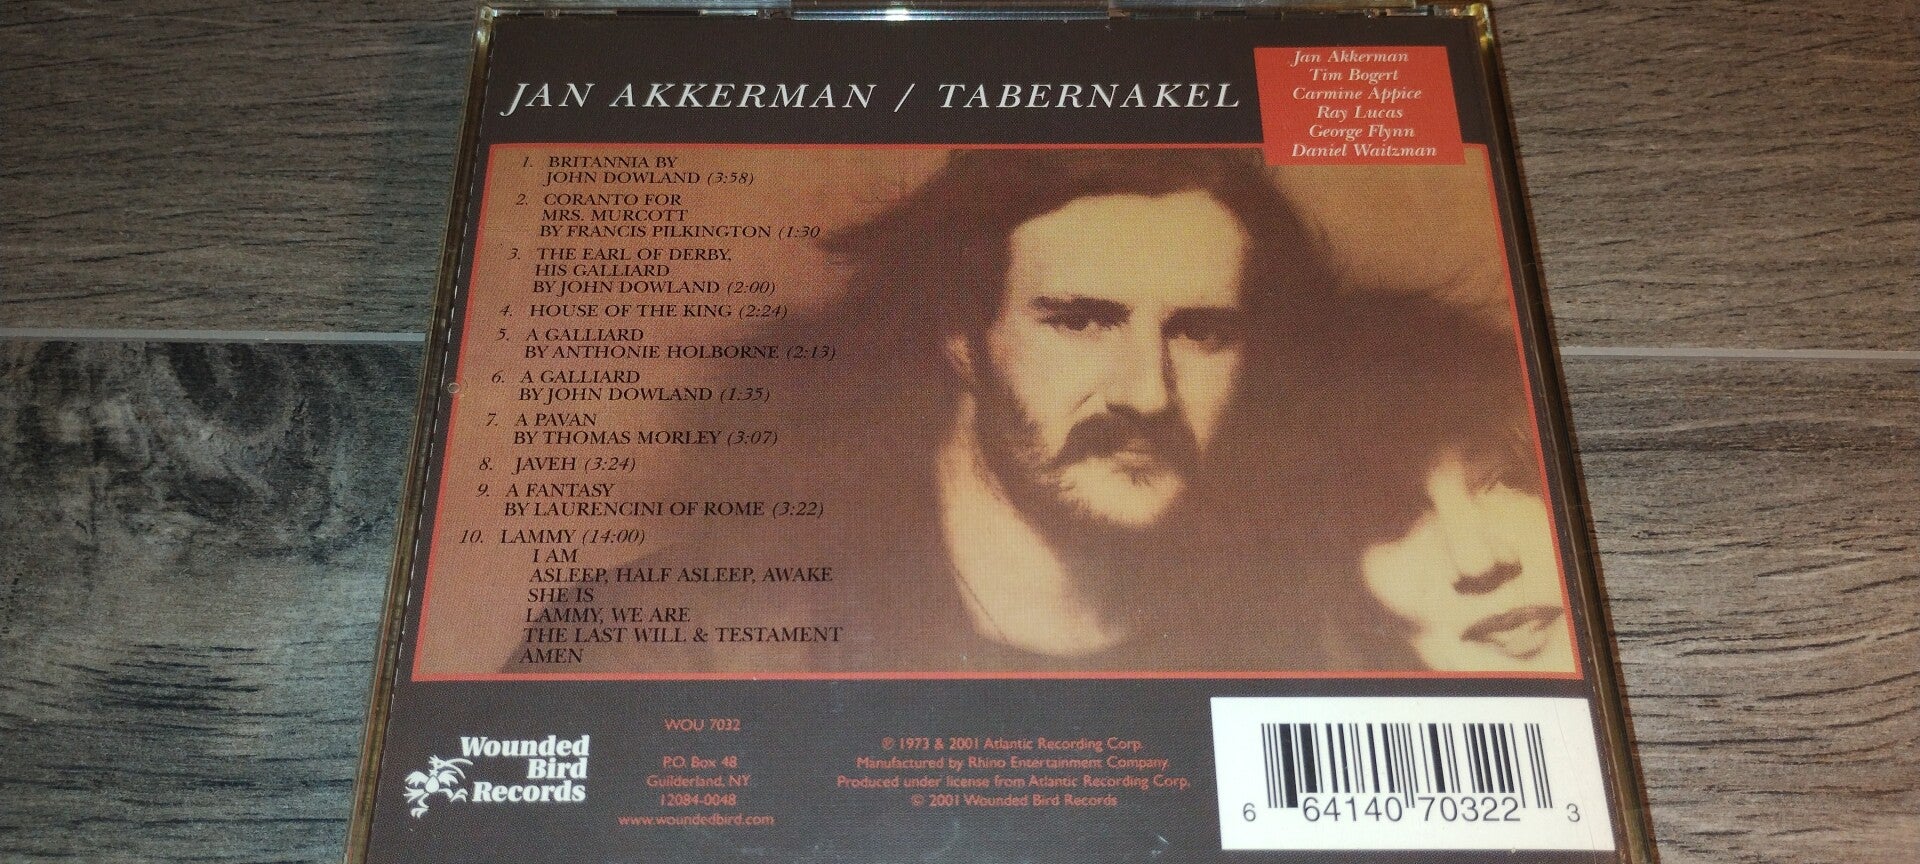 JAN AKKERMAN / TABERNAKEL
Jan Akkerman
Tim Bogert
Carmine Appice
Ray Lucas
George Flynn
Daniel Waitzman
1. BRITANNIA BY
JOHN DOWLAND (3:58)
2. CORANTO FOR
MRS. MURCOTT
BY FRANCIS PILKINGTON (1:30
3. THE EARL OF DERBY,
HIS GALLIARD
BY JOHN DOWLAND (2:00)
4. HOUSE OF THE KING (2:24)
5. A GALLIARD
BY ANTHONIE HOLBORNE (2:13)
6. A GALLIARD
BY JOHN DOWLAND (1:35)
7. A PAVAN
BY THOMAS MORLEY (3:07)
8. JAVEH (3:24)
9. A FANTASY
BY LAURENCINI OF ROME (3:22)
10. LAMMY (14:00)
I AM
ASLEEP, HALF ASLEEP, AWAKE
SHE IS
LAMMY, WE ARE
THE LAST WILL & TESTAMENT
AMEN
Wounded
Bird
Records
WOU 7032
P.O. Box 48
Guilderland, NY
12084-0048
www.woundedbird.com
℗ 1973 & 2001 Atlantic Recording Corp.
Manufactured by Rhino Entertainment Company.
Produced under license from Atlantic Recording Corp.
© 2001 Wounded Bird Records
6 64140 70322 3